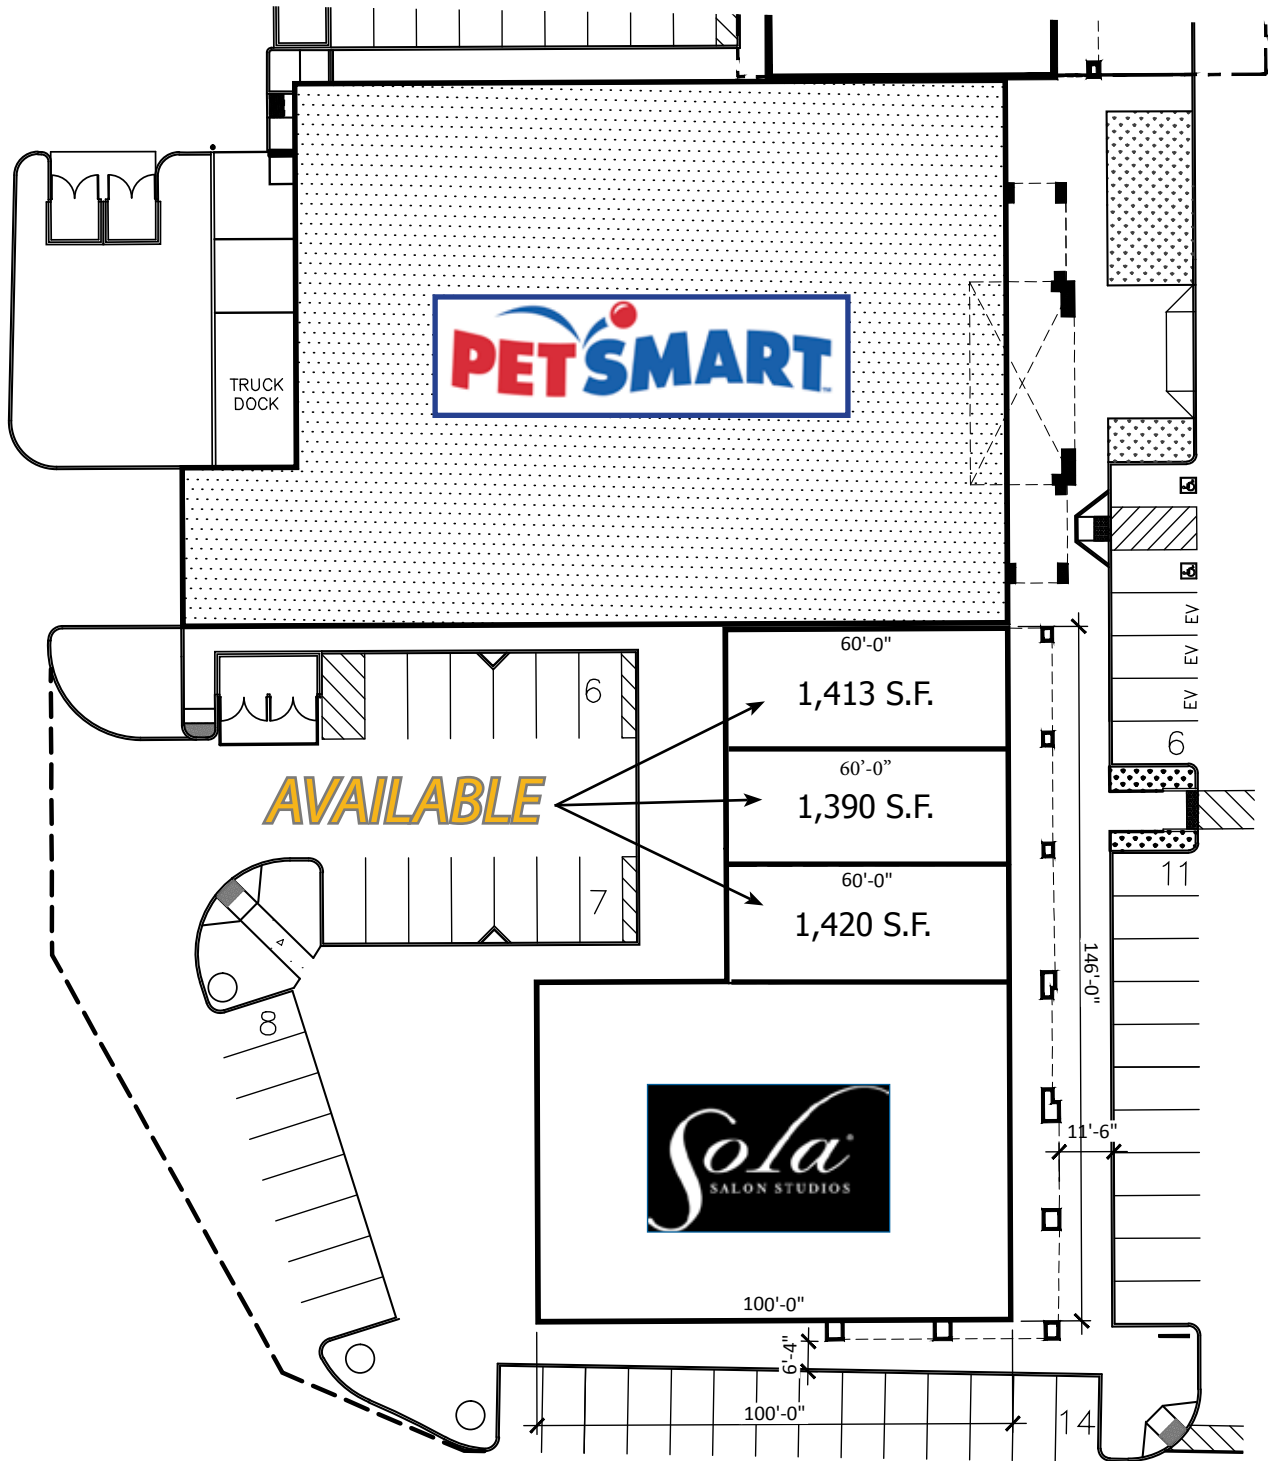 PETSMART
TRUCK
DOCK
60'-0"
1,413 S.F.
6
EV
EV
EV
6
60'-0"
1,390 S.F.
AVAILABLE
60'-0"
1,420 S.F.
7
11
146'-0"
8
Sola
SALON STUDIOS
11'-6"
100'-0"
6'-4"
100'-0"
14